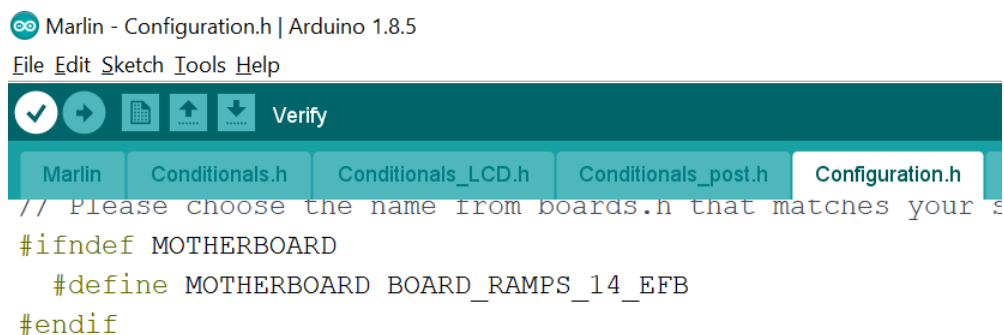 Marlin - Configuration.h | Arduino 1.8.5
File Edit Sketch Tools Help
Verify
Marlin Conditionals.h Conditionals_LCD.h Conditionals_post.h Configuration.h
// Please choose the name from boards.h that matches your
#ifndef MOTHERBOARD
#define MOTHERBOARD BOARD_RAMPS_14_EFB
#endif